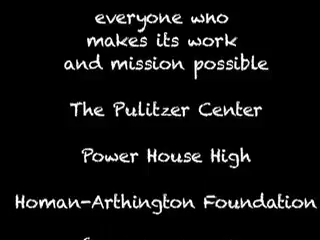 everyone who
makes its work
and mission possible
The Pulitzer Center
Power House High
Homan-Arthington Foundation